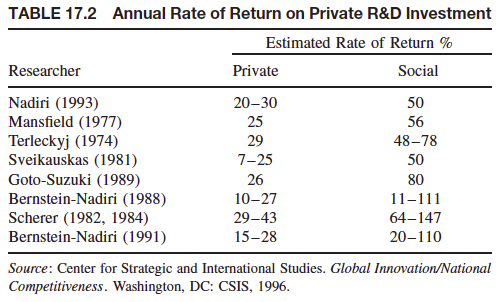 TABLE 17.2 Annual Rate of Return on Private R&D Investment
Estimated Rate of Return %
Researcher Private Social
Nadiri (1993) 20–30 50
Mansfield (1977) 25 56
Terleckyj (1974) 29 48–78
Sveikauskas (1981) 7–25 50
Goto-Suzuki (1989) 26 80
Bernstein-Nadiri (1988) 10–27 11–111
Scherer (1982, 1984) 29–43 64–147
Bernstein-Nadiri (1991) 15–28 20–110
Source: Center for Strategic and International Studies. Global Innovation/National
Competitiveness. Washington, DC: CSIS, 1996.